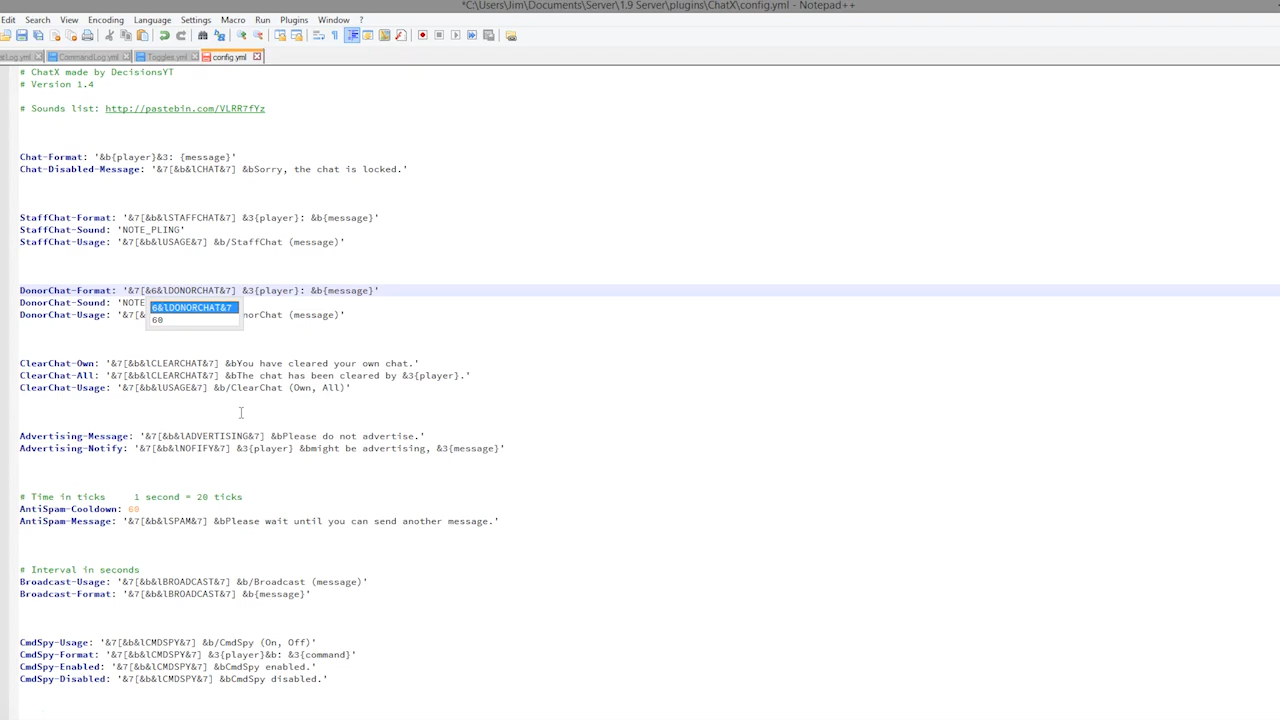 *C:\Users\Jim\Documents\Server\1.9 Server\plugins\ChatX\config.yml - Notepad++
Edit Search View Encoding Language Settings Macro Run Plugins Window ?
CommandLog.yml Toggles.yml config.yml
# ChatX made by DecisionsYT
# Version 1.4
# Sounds list: http://pastebin.com/VLRR7fYz
Chat-Format: '&b{player}&3: {message}'
Chat-Disabled-Message: '&7[&b&lCHAT&7] &bSorry, the chat is locked.'
StaffChat-Format: '&7[&b&lSTAFFCHAT&7] &3{player}: &b{message}'
StaffChat-Sound: 'NOTE_PLING'
StaffChat-Usage: '&7[&b&lUSAGE&7] &b/StaffChat (message)'
DonorChat-Format: '&7[&6&lDONORCHAT&7] &3{player}: &b{message}'
DonorChat-Sound: 'NOTE
6&lDONORCHAT&7
DonorChat-Usage: '&7[& norChat (message)'
60
ClearChat-Own: '&7[&b&lCLEARCHAT&7] &bYou have cleared your own chat.'
ClearChat-All: '&7[&b&lCLEARCHAT&7] &bThe chat has been cleared by &3{player}.'
ClearChat-Usage: '&7[&b&lUSAGE&7] &b/ClearChat (Own, All)'
Advertising-Message: '&7[&b&lADVERTISING&7] &bPlease do not advertise.'
Advertising-Notify: '&7[&b&lNOFIFY&7] &3{player} &bmight be advertising, &3{message}'
# Time in ticks 1 second = 20 ticks
AntiSpam-Cooldown: 60
AntiSpam-Message: '&7[&b&lSPAM&7] &bPlease wait until you can send another message.'
# Interval in seconds
Broadcast-Usage: '&7[&b&lBROADCAST&7] &b/Broadcast (message)'
Broadcast-Format: '&7[&b&lBROADCAST&7] &b{message}'
CmdSpy-Usage: '&7[&b&lCMDSPY&7] &b/CmdSpy (On, Off)'
CmdSpy-Format: '&7[&b&lCMDSPY&7] &3{player}&b: &3{command}'
CmdSpy-Enabled: '&7[&b&lCMDSPY&7] &bCmdSpy enabled.'
CmdSpy-Disabled: '&7[&b&lCMDSPY&7] &bCmdSpy disabled.'